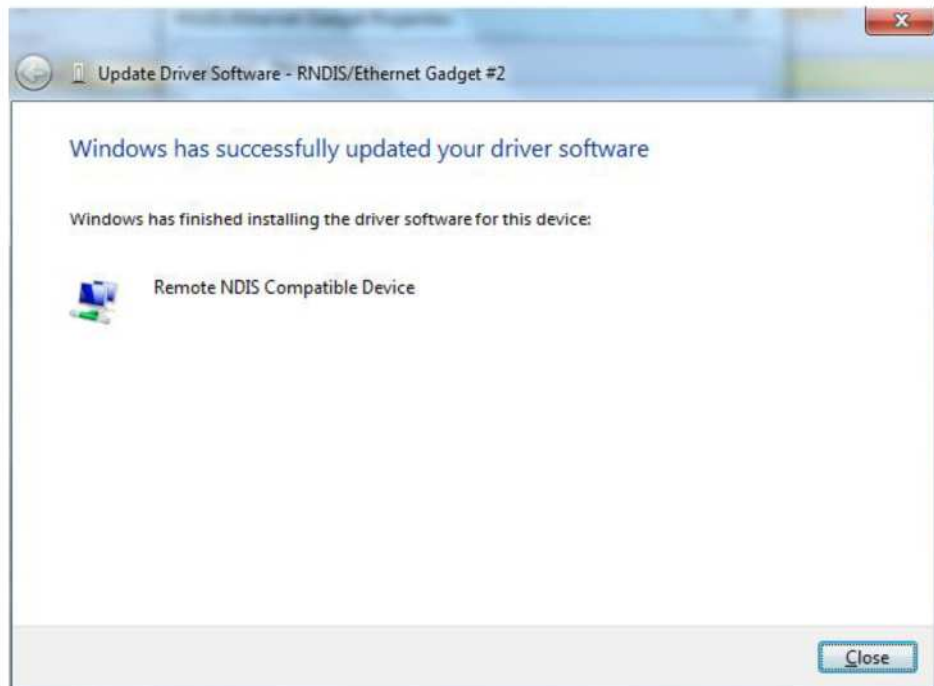 Update Driver Software - RNDIS/Ethernet Gadget #2
Windows has successfully updated your driver software
Windows has finished installing the driver software for this device:
Remote NDIS Compatible Device
Close